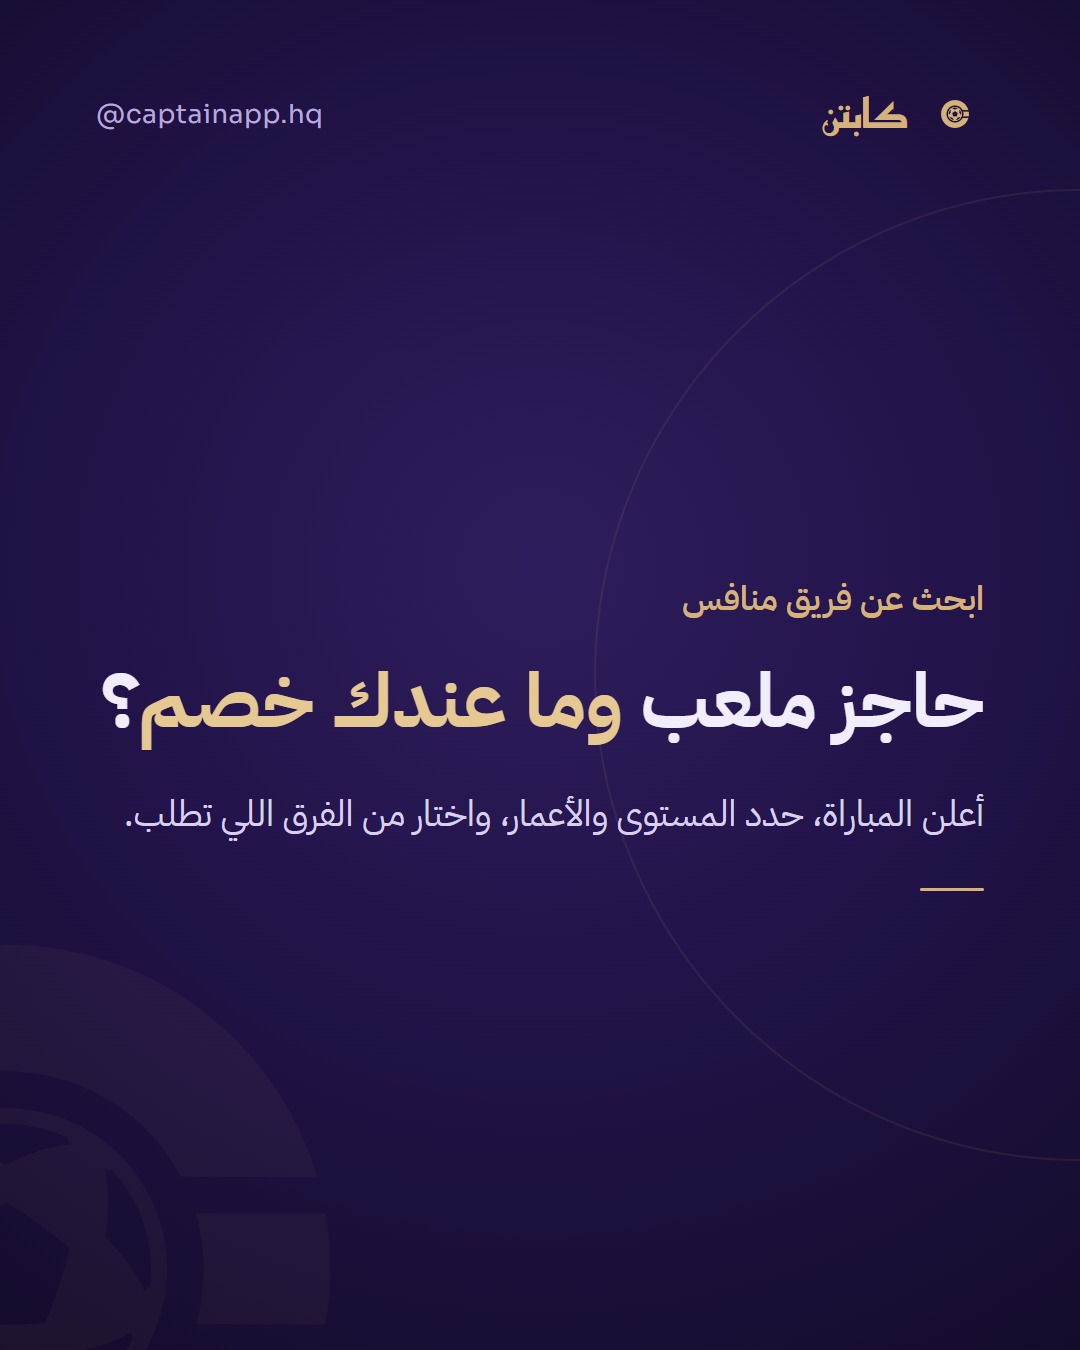 كابتن
@captainapp.hq
ابحث عن فريق منافس
حاجز ملعب وما عندك خصم؟
أعلن المباراة، حدد المستوى والأعمار، واختار من الفرق اللي تطلب.